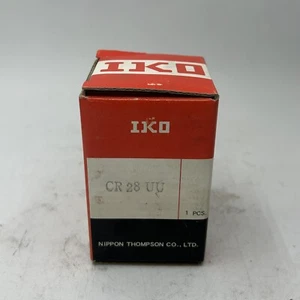 IKO
IKO
CR 28 UU
1 PCS.
NIPPON THOMPSON CO., LTD.